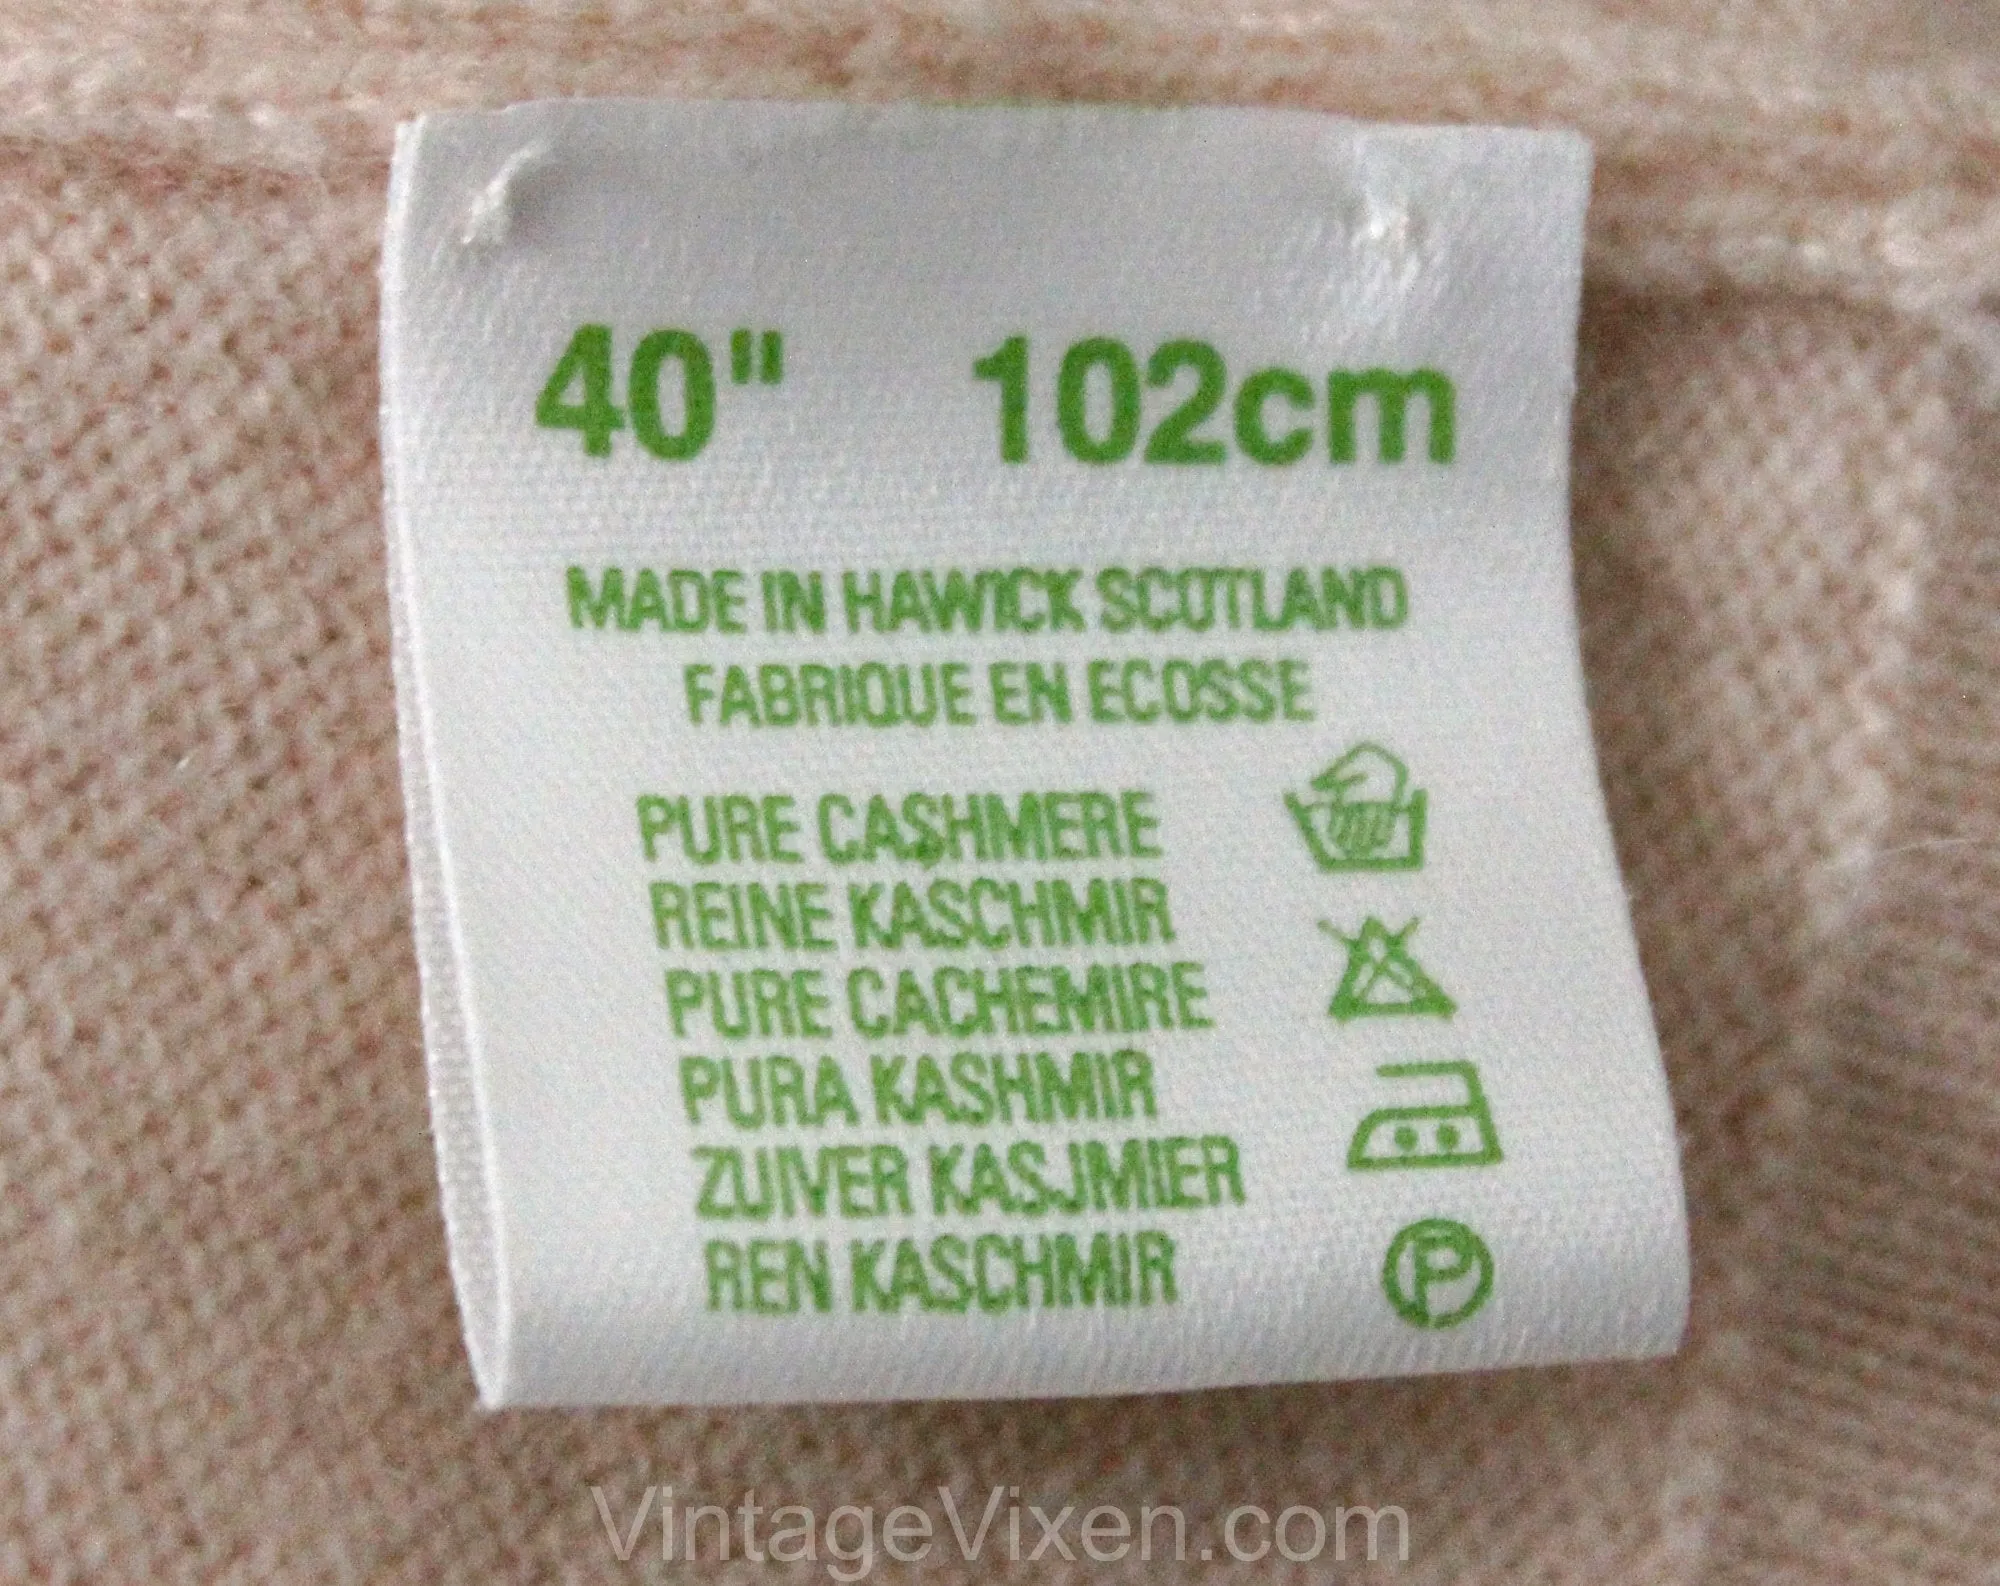 40" 102cm
MADE IN HAWICK SCOTLAND
FABRIQUE EN ECOSSE
PURE CASHMERE
REINE KASCHMIR
PURE CACHEMIRE
PURA KASHMIR
ZUIVER KASJMIER
REN KASCHMIR
P
VintageVixen.com